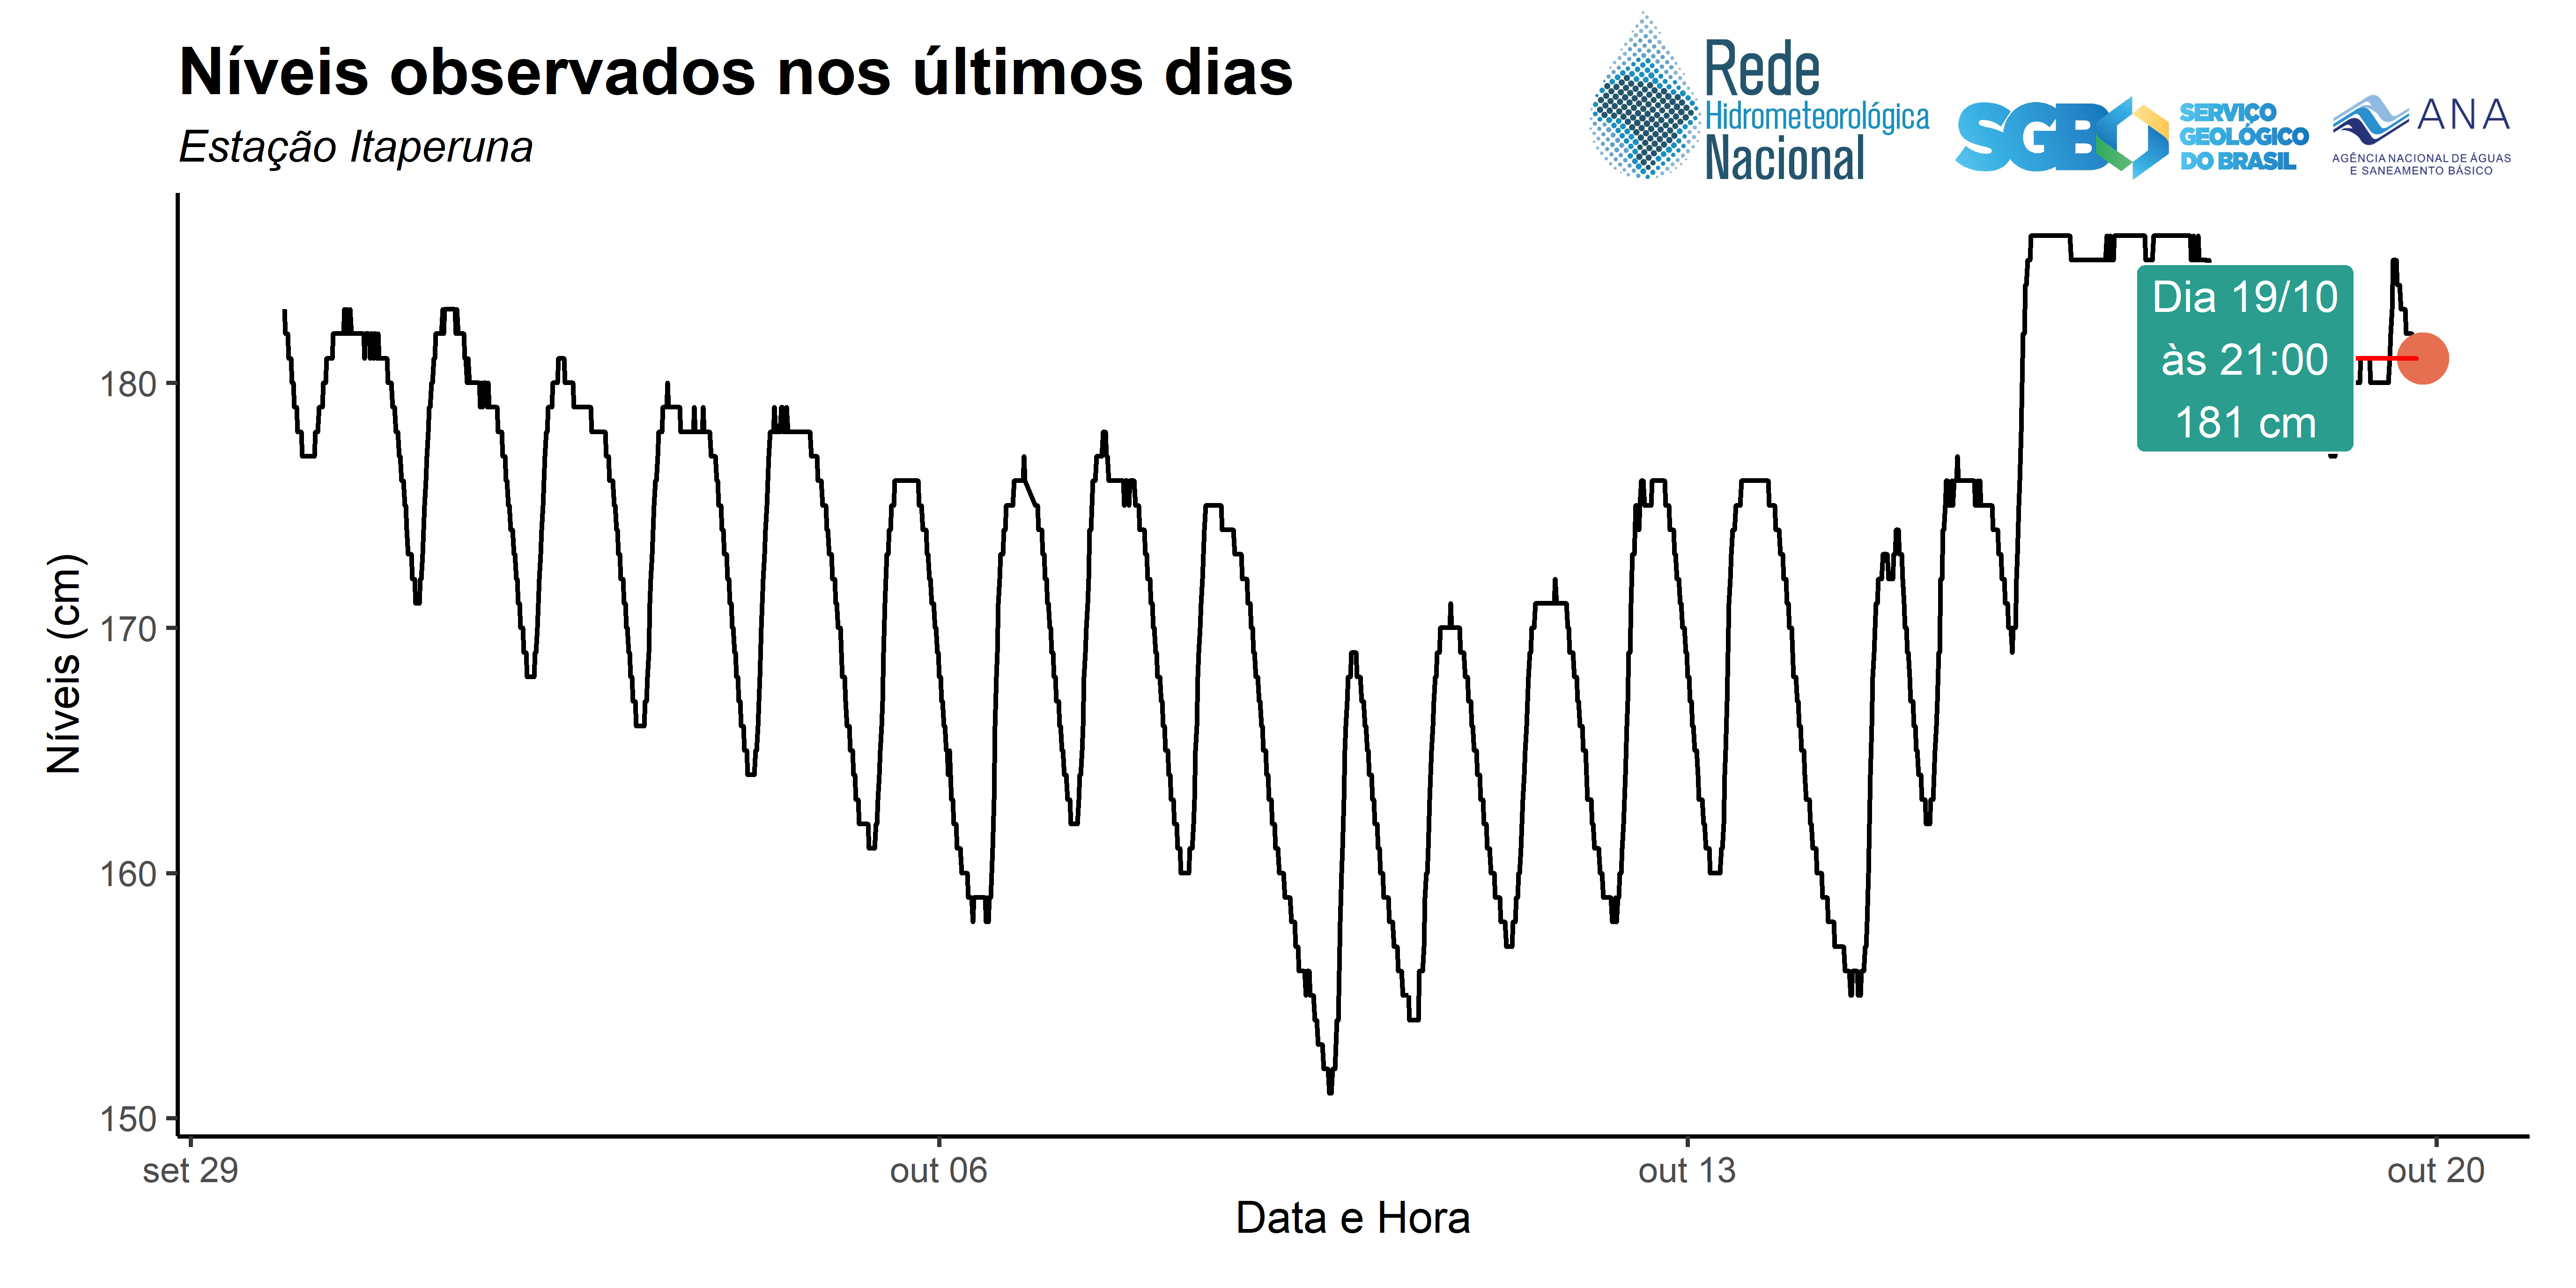 Níveis observados nos últimos dias
Estação Itaperuna
Rede
Hidrometeorológica
Nacional
SGB
SERVIÇO
GEOLÓGICO
DO BRASIL
ANA
AGÊNCIA NACIONAL DE ÁGUAS
E SANEAMENTO BÁSICO
Dia 19/10
às 21:00
181 cm
Níveis (cm)
180
170
160
150
set 29
out 06
out 13
out 20
Data e Hora